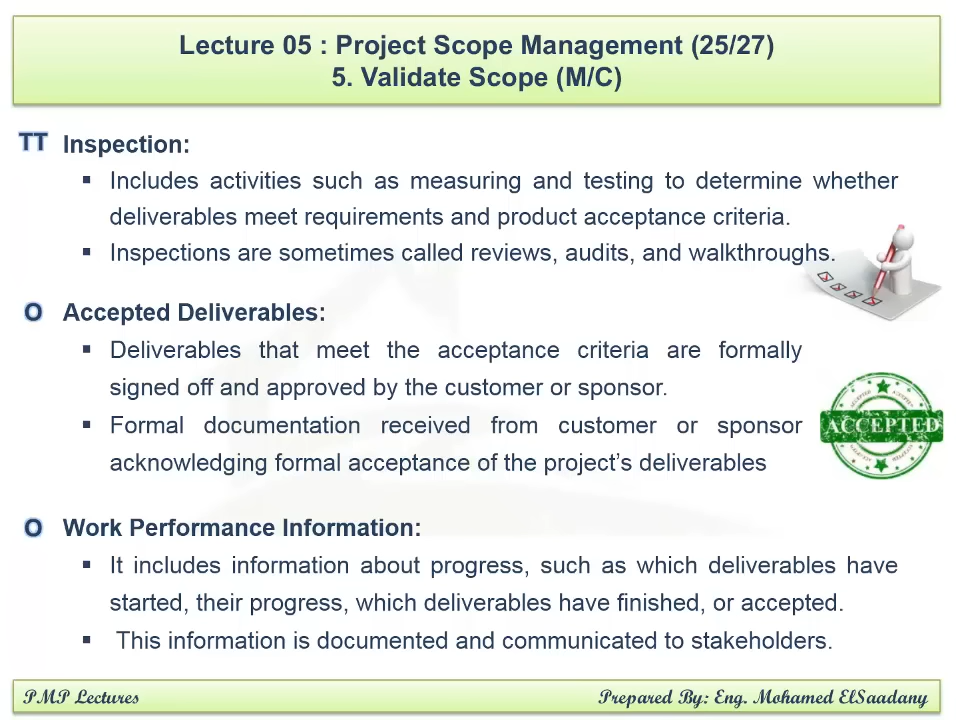 Lecture 05 : Project Scope Management (25/27)
5. Validate Scope (M/C)
TT Inspection:
▪ Includes activities such as measuring and testing to determine whether
deliverables meet requirements and product acceptance criteria.
▪ Inspections are sometimes called reviews, audits, and walkthroughs.
O Accepted Deliverables:
▪ Deliverables that meet the acceptance criteria are formally
signed off and approved by the customer or sponsor.
▪ Formal documentation received from customer or sponsor
acknowledging formal acceptance of the project's deliverables
ACCEPTED
O Work Performance Information:
▪ It includes information about progress, such as which deliverables have
started, their progress, which deliverables have finished, or accepted.
▪ This information is documented and communicated to stakeholders.
PMP Lectures
Prepared By: Eng. Mohamed ElSaadany